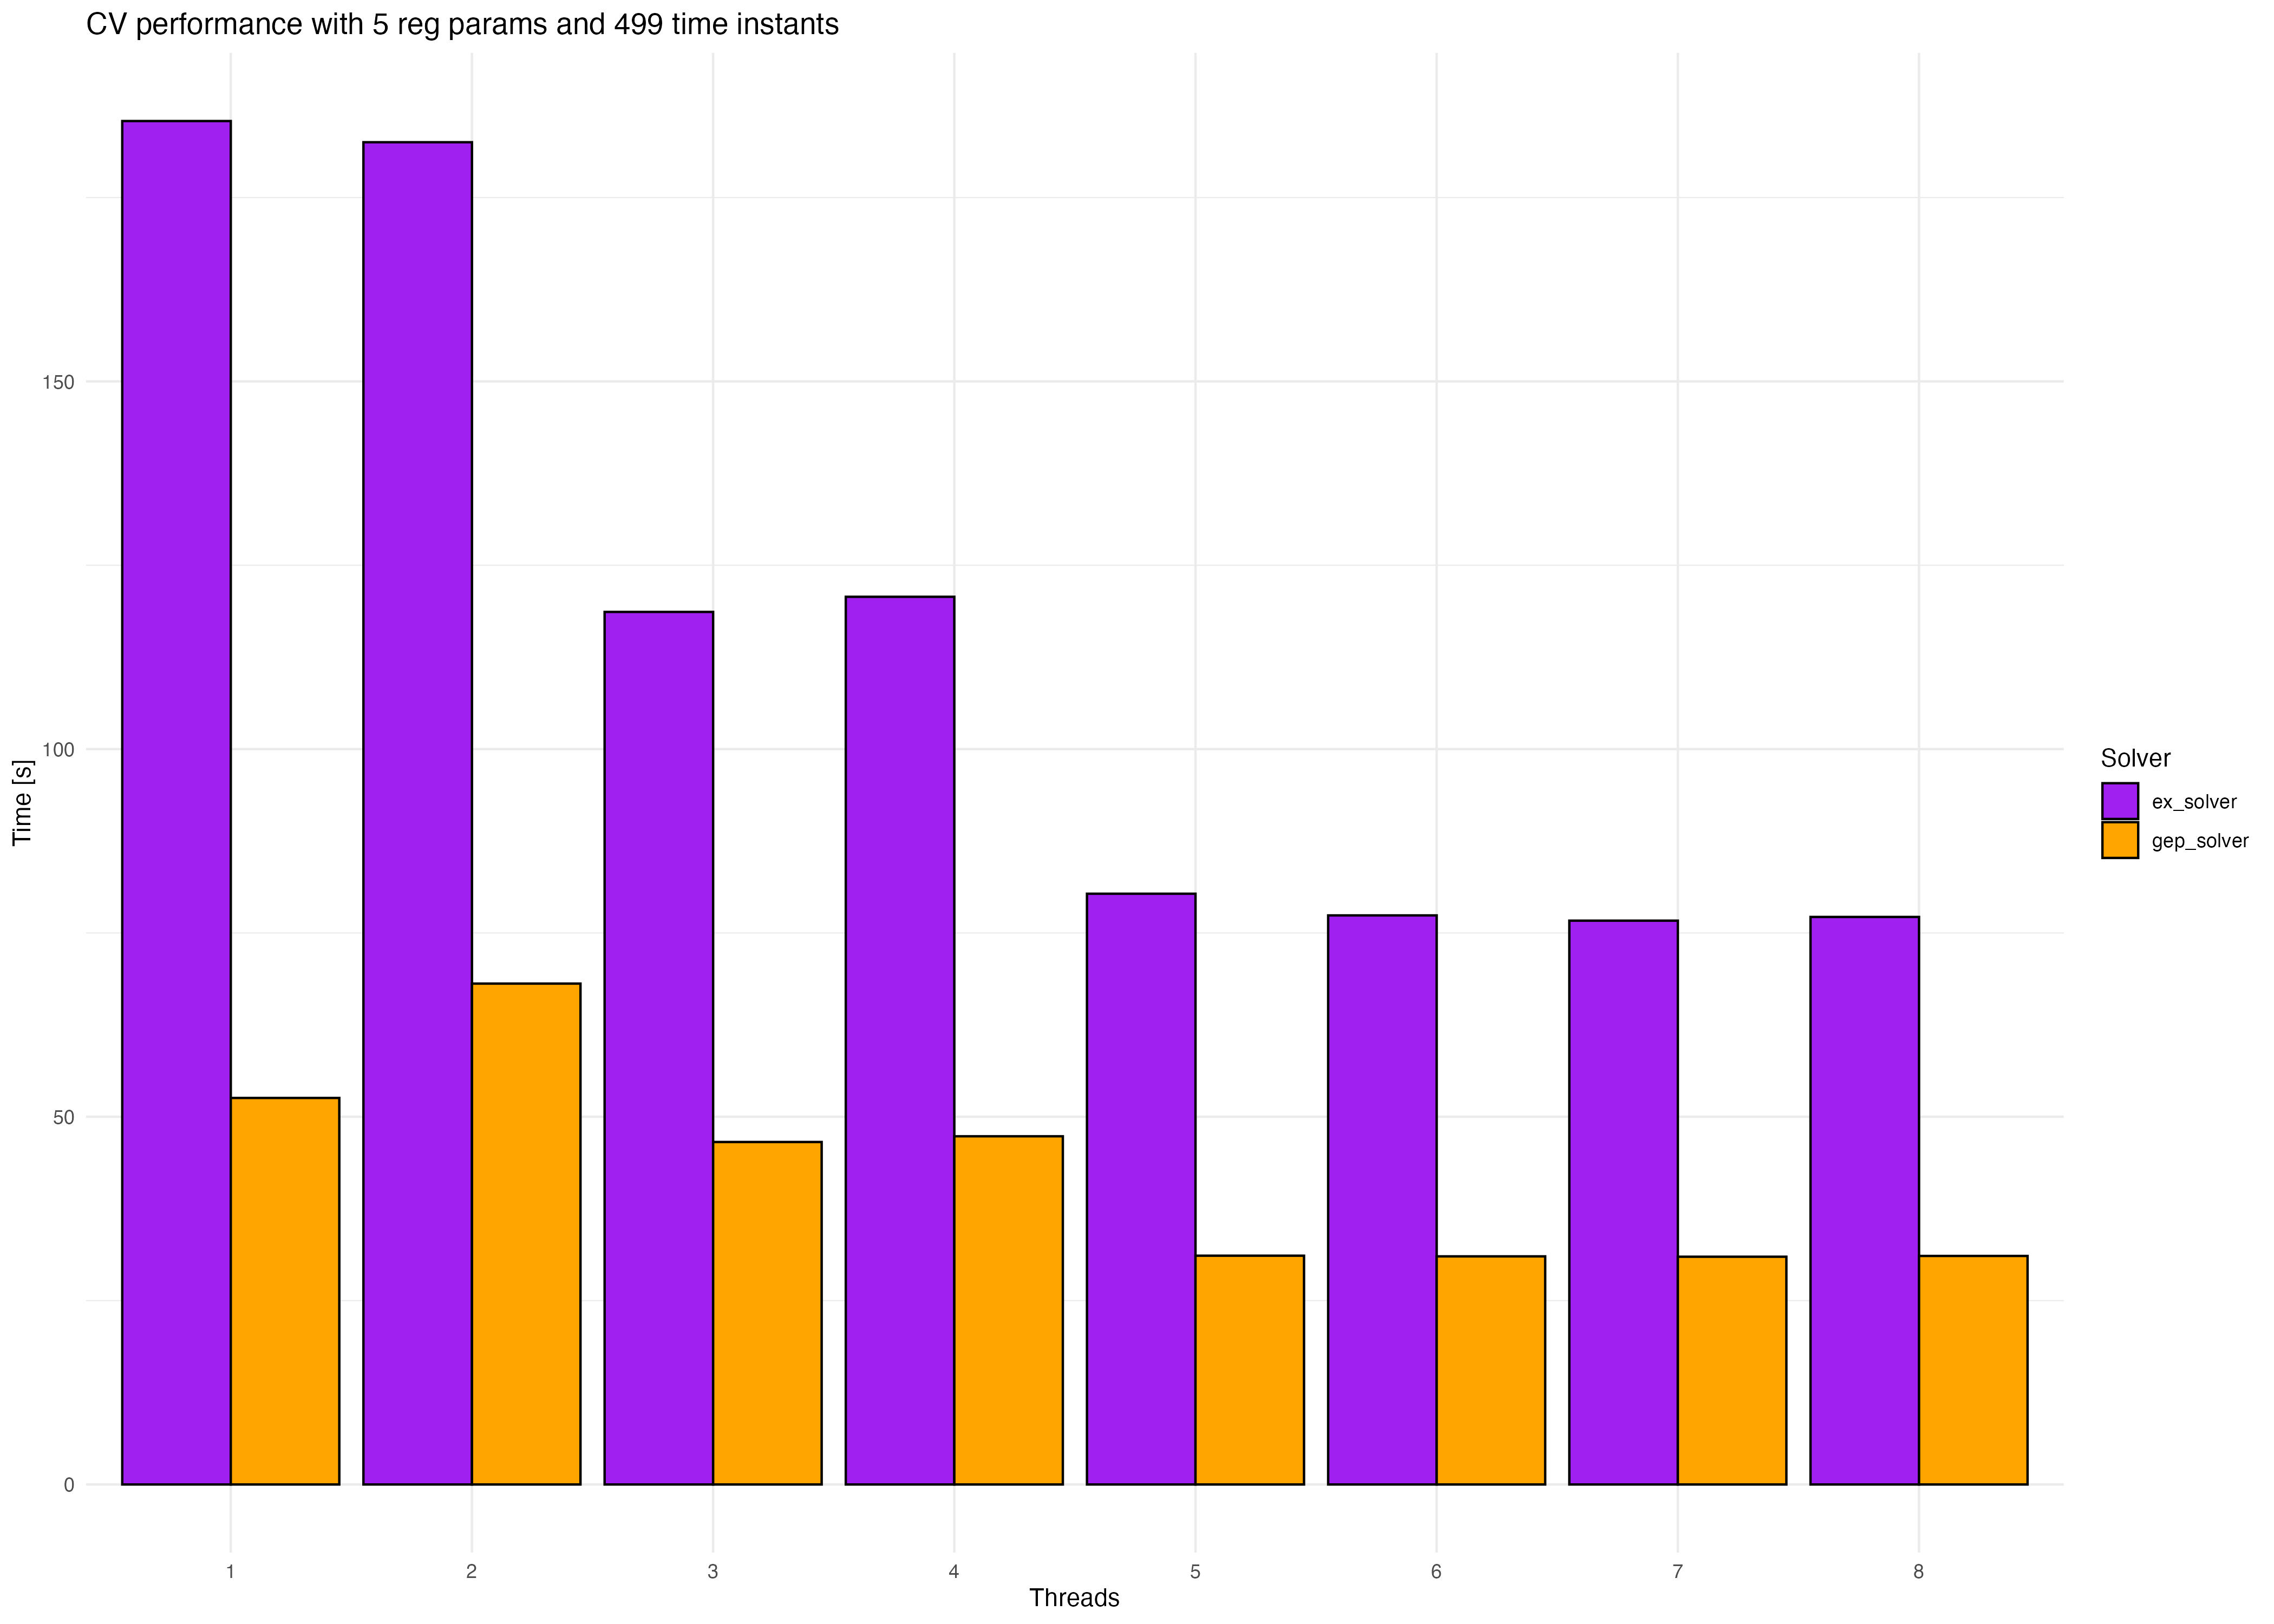 CV performance with 5 reg params and 499 time instants
Time [s]
150
100
50
0
1 2 3 4 5 6 7 8
Threads
Solver
ex_solver
gep_solver